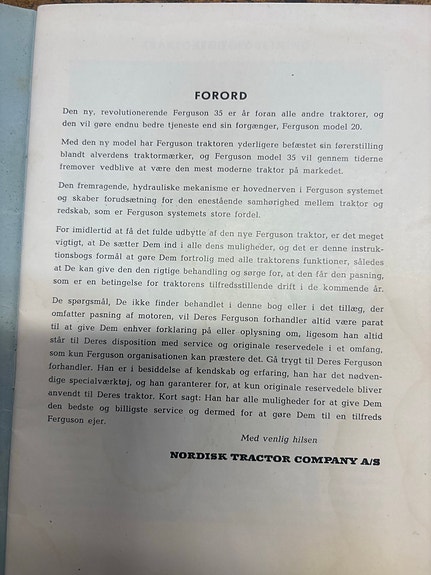 FORORD
Den ny, revolutionerende Ferguson 35 er år foran alle andre traktorer, og
den vil gøre endnu bedre tjeneste end sin forgænger, Ferguson model 20.
Med den ny model har Ferguson traktoren yderligere befæstet sin førerstilling
blandt alverdens traktormærker, og Ferguson model 35 vil gennem tiderne
fremover vedblive at være den mest moderne traktor på markedet.
Den fremragende, hydrauliske mekanisme er hovednerven i Ferguson systemet
og skaber forudsætning for den enestående samhørighed mellem traktor og
redskab, som er Ferguson systemets store fordel.
For imidlertid at få det fulde udbytte af den nye Ferguson traktor, er det meget
vigtigt, at De sætter Dem ind i alle dens muligheder, og det er denne instruk-
tionsbogs formål at gøre Dem fortrolig med alle traktorens funktioner, således
at De kan give den den rigtige behandling og sørge for, at den får den pasning,
som er en betingelse for traktorens tilfredsstillende drift i de kommende år.
De spørgsmål, De ikke finder behandlet i denne bog eller i det tillæg, der
omfatter pasning af motoren, vil Deres Ferguson forhandler altid være parat
til at give Dem enhver forklaring på eller oplysning om, ligesom han altid
står til Deres disposition med service og originale reservedele i et omfang,
som kun Ferguson organisationen kan præstere det. Gå trygt til Deres Ferguson
forhandler. Han er i besiddelse af kendskab og erfaring, han har det nødven-
dige specialværktøj, og han garanterer for, at kun originale reservedele bliver
anvendt til Deres traktor. Kort sagt: Han har alle muligheder for at give Dem
den bedste og billigste service og dermed for at gøre Dem til en tilfreds
Ferguson ejer.
Med venlig hilsen
NORDISK TRACTOR COMPANY A/S